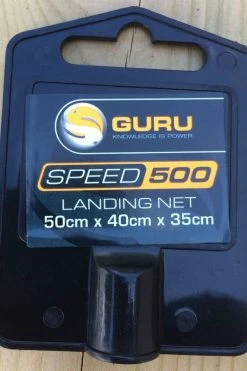 GURU
KNOWLEDGE IS POWER
SPEED 500
LANDING NET
50cm x 40cm x 35cm